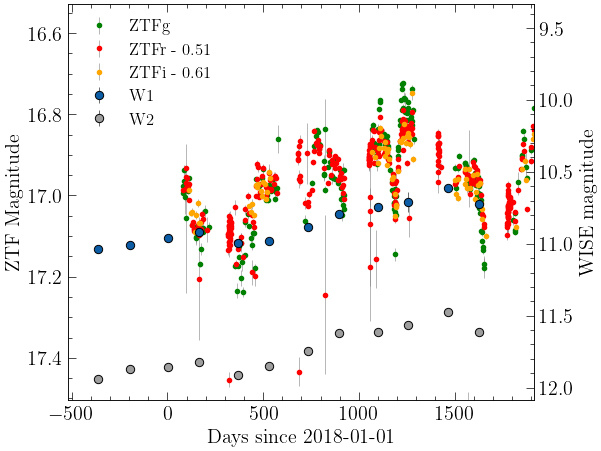 ZTFg
ZTFr - 0.51
ZTFi - 0.61
W1
W2
16.6
16.8
17.0
17.2
17.4
ZTF Magnitude
9.5
10.0
10.5
11.0
11.5
12.0
WISE magnitude
-500
0
500
1000
1500
Days since 2018-01-01